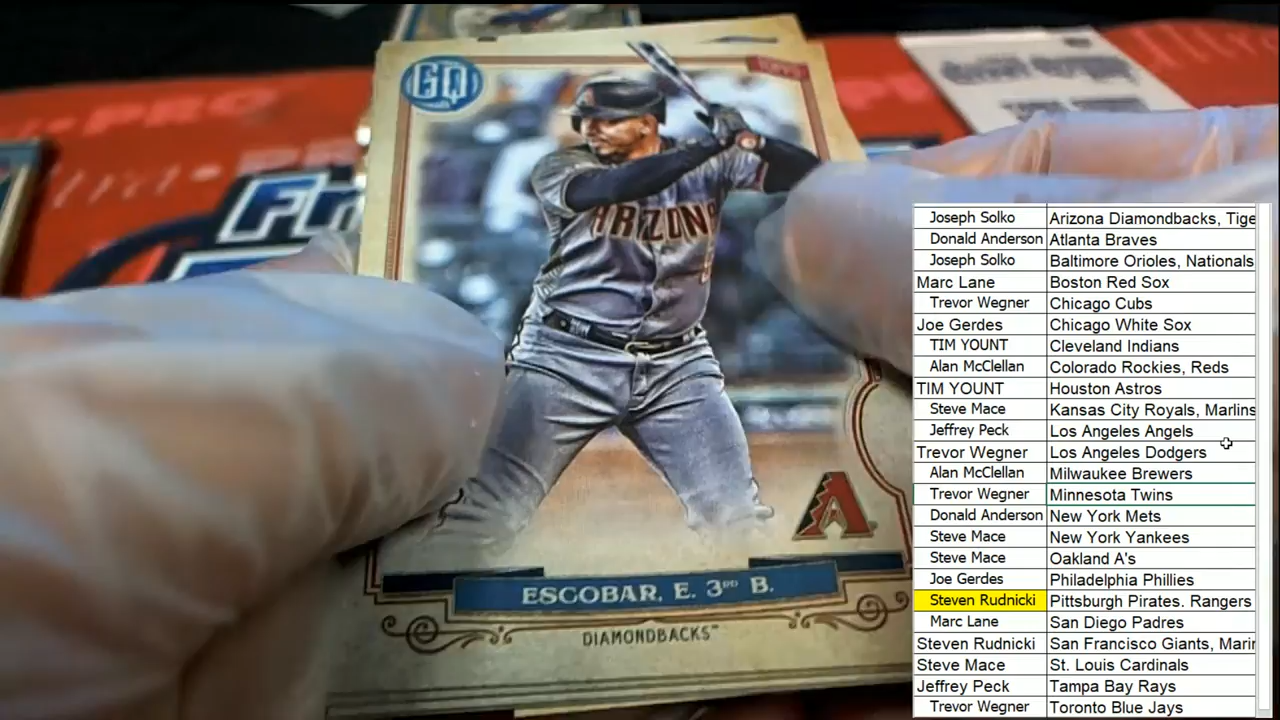 GQ
TOPPS
PRO
ARIZONA
ESCOBAR, E. 3RD B.
DIAMONDBACKS™
Joseph Solko Arizona Diamondbacks, Tige
Donald Anderson Atlanta Braves
Joseph Solko Baltimore Orioles, Nationals
Marc Lane Boston Red Sox
Trevor Wegner Chicago Cubs
Joe Gerdes Chicago White Sox
TIM YOUNT Cleveland Indians
Alan McClellan Colorado Rockies, Reds
TIM YOUNT Houston Astros
Steve Mace Kansas City Royals, Marlins
Jeffrey Peck Los Angeles Angels
Trevor Wegner Los Angeles Dodgers
Alan McClellan Milwaukee Brewers
Trevor Wegner Minnesota Twins
Donald Anderson New York Mets
Steve Mace New York Yankees
Steve Mace Oakland A's
Joe Gerdes Philadelphia Phillies
Steven Rudnicki Pittsburgh Pirates. Rangers
Marc Lane San Diego Padres
Steven Rudnicki San Francisco Giants, Marin
Steve Mace St. Louis Cardinals
Jeffrey Peck Tampa Bay Rays
Trevor Wegner Toronto Blue Jays